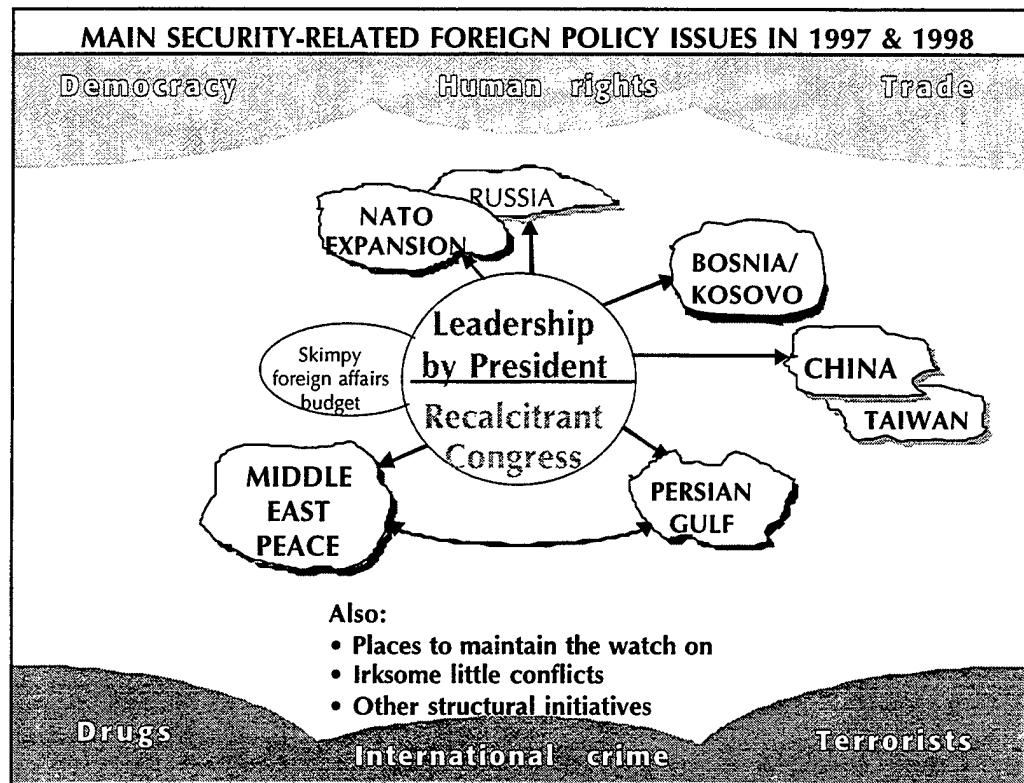 MAIN SECURITY-RELATED FOREIGN POLICY ISSUES IN 1997 & 1998
Democracy
Human rights
Trade
RUSSIA
NATO
EXPANSION
BOSNIA/
KOSOVO
Leadership
by President
Recalcitrant
Congress
Skimpy
foreign affairs
budget
CHINA
TAIWAN
MIDDLE
EAST
PEACE
PERSIAN
GULF
Also:
• Places to maintain the watch on
• Irksome little conflicts
• Other structural initiatives
Drugs
International crime
Terrorists